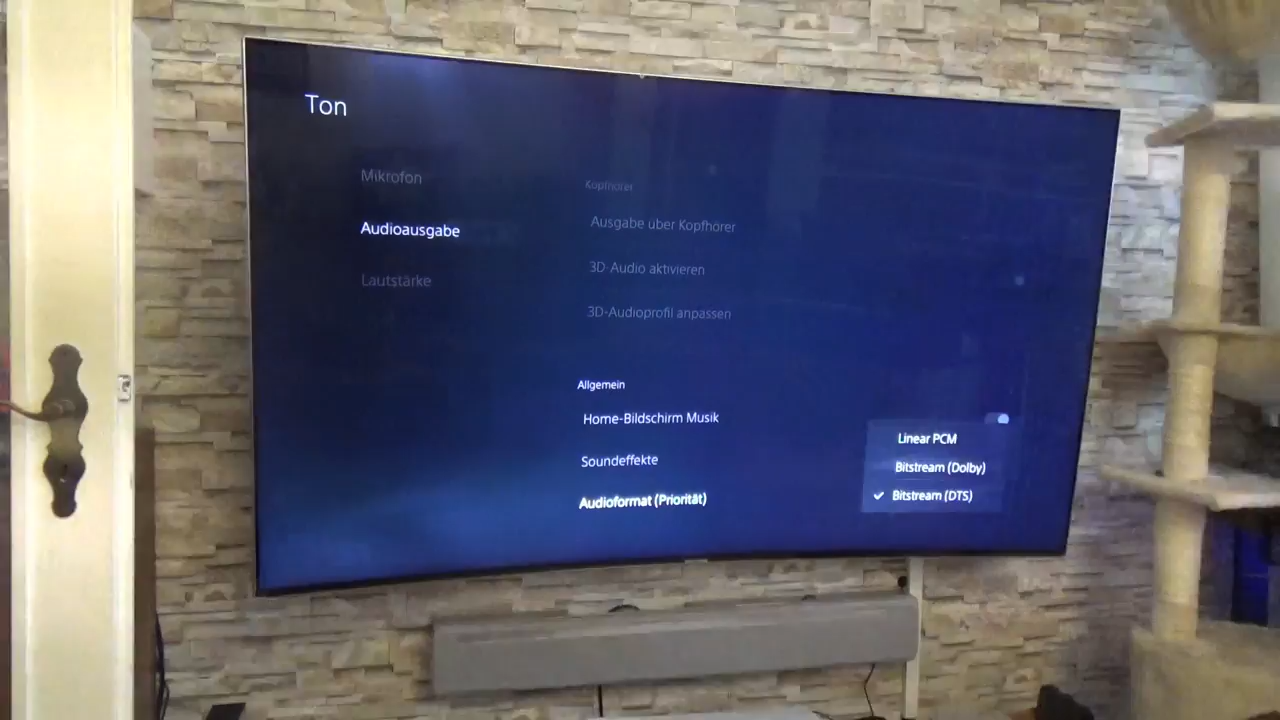 Ton
Mikrofon
Audioausgabe
Lautstärke
Kopfhörer
Ausgabe über Kopfhörer
3D-Audio aktivieren
3D-Audioprofil anpassen
Allgemein
Home-Bildschirm Musik
Soundeffekte
Audioformat (Priorität)
Linear PCM
Bitstream (Dolby)
Bitstream (DTS)